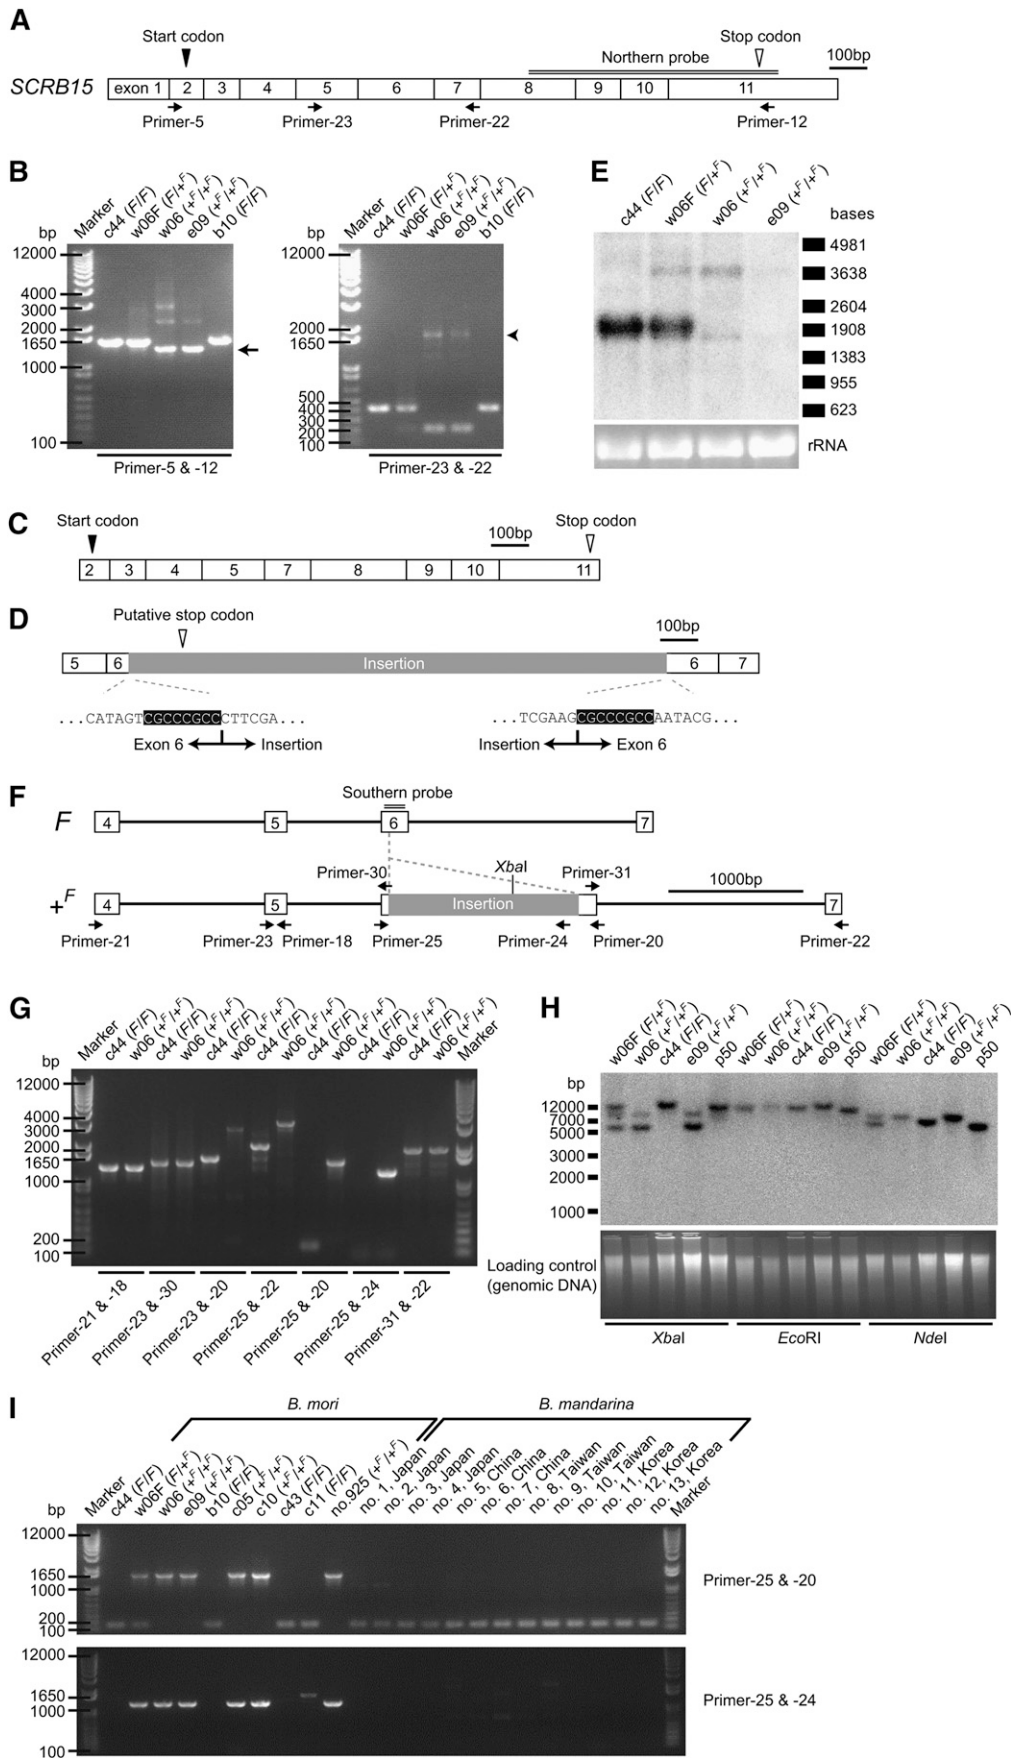 A
Start codon
Stop codon
100bp
Northern probe
SCRB15
exon 1 2 3 4 5 6 7 8 9 10 11
Primer-5
Primer-23
Primer-22
Primer-12
B
Marker
c44 (F/F)
w06F (F/+F)
w06 (+F/+F)
e09 (+F/+F)
b10 (F/F)
bp
12000
4000
3000
2000
1650
1000
100
Primer-5 & -12
Marker
c44 (F/F)
w06F (F/+F)
w06 (+F/+F)
e09 (+F/+F)
b10 (F/F)
bp
12000
2000
1650
500
400
300
200
100
Primer-23 & -22
E
c44 (F/F)
w06F (F/+F)
w06 (+F/+F)
e09 (+F/+F)
bases
4981
3638
2604
1908
1383
955
623
rRNA
C
Start codon
100bp
Stop codon
2 3 4 5 7 8 9 10 11
D
Putative stop codon
100bp
5 6 Insertion 6 7
...CATAGTCGCCCGCCCTTCGA...
...TCGAAGCGCCCGCCAATACG...
Exon 6 Insertion
Insertion Exon 6
F
Southern probe
F 4 5 6 7
Primer-30
XbaI
Primer-31
1000bp
+F 4 5 Insertion 7
Primer-21
Primer-23
Primer-18
Primer-25
Primer-24
Primer-20
Primer-22
G
Marker
c44 (F/F)
w06 (+F/+F)
c44 (F/F)
w06 (+F/+F)
c44 (F/F)
w06 (+F/+F)
c44 (F/F)
w06 (+F/+F)
c44 (F/F)
w06 (+F/+F)
c44 (F/F)
w06 (+F/+F)
c44 (F/F)
w06 (+F/+F)
Marker
bp
12000
4000
3000
2000
1650
1000
200
100
Primer-21 & -18
Primer-23 & -30
Primer-23 & -20
Primer-25 & -22
Primer-25 & -20
Primer-25 & -24
Primer-31 & -22
H
w06F (F/+F)
w06 (+F/+F)
c44 (F/F)
e09 (+F/+F)
p50
w06F (F/+F)
w06 (+F/+F)
c44 (F/F)
e09 (+F/+F)
p50
w06F (F/+F)
w06 (+F/+F)
c44 (F/F)
e09 (+F/+F)
p50
bp
12000
7000
5000
3000
2000
1000
Loading control
(genomic DNA)
XbaI
EcoRI
NdeI
I
B. mori
B. mandarina
Marker
c44 (F/F)
w06F (F/+F)
w06 (+F/+F)
e09 (+F/+F)
b10 (F/F)
c05 (+F/+F)
c10 (+F/+F)
c43 (F/F)
c11 (F/F)
no.925 (+F/+F)
no. 1, Japan
no. 2, Japan
no. 3, Japan
no. 4, Japan
no. 5, China
no. 6, China
no. 7, China
no. 8, Taiwan
no. 9, Taiwan
no. 10, Taiwan
no. 11, Korea
no. 12, Korea
no. 13, Korea
Marker
bp
12000
1650
1000
200
100
Primer-25 & -20
12000
1650
1000
100
Primer-25 & -24